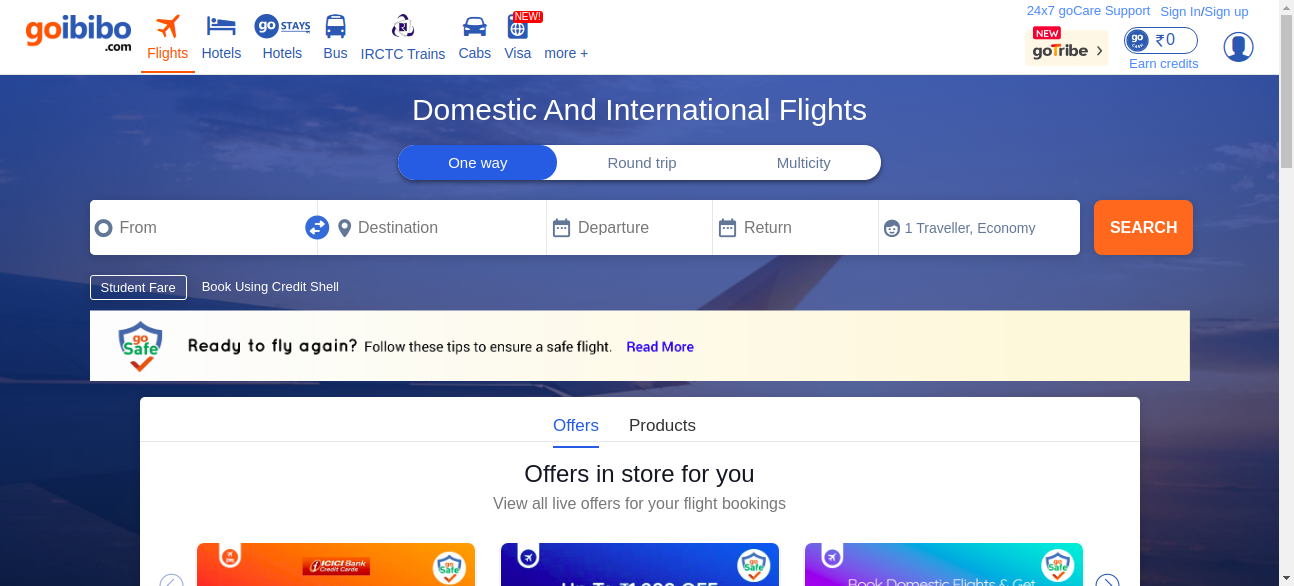 goibibo
.com
Flights
Hotels
go STAYS
Hotels
Bus
IRCTC Trains
Cabs
NEW!
Visa
more +
24x7 goCare Support
Sign In/Sign up
NEW
goTribe
go
₹0
Earn credits
Domestic And International Flights
One way
Round trip
Multicity
From
Destination
Departure
Return
1 Traveller, Economy
SEARCH
Student Fare
Book Using Credit Shell
go Safe
Ready to fly again? Follow these tips to ensure a safe flight. Read More
Offers
Products
Offers in store for you
View all live offers for your flight bookings
ICICI Bank
Credit Cards
go Safe
go Safe
Up To ₹1,000 OFF
go Safe
Book Domestic Flights & Get